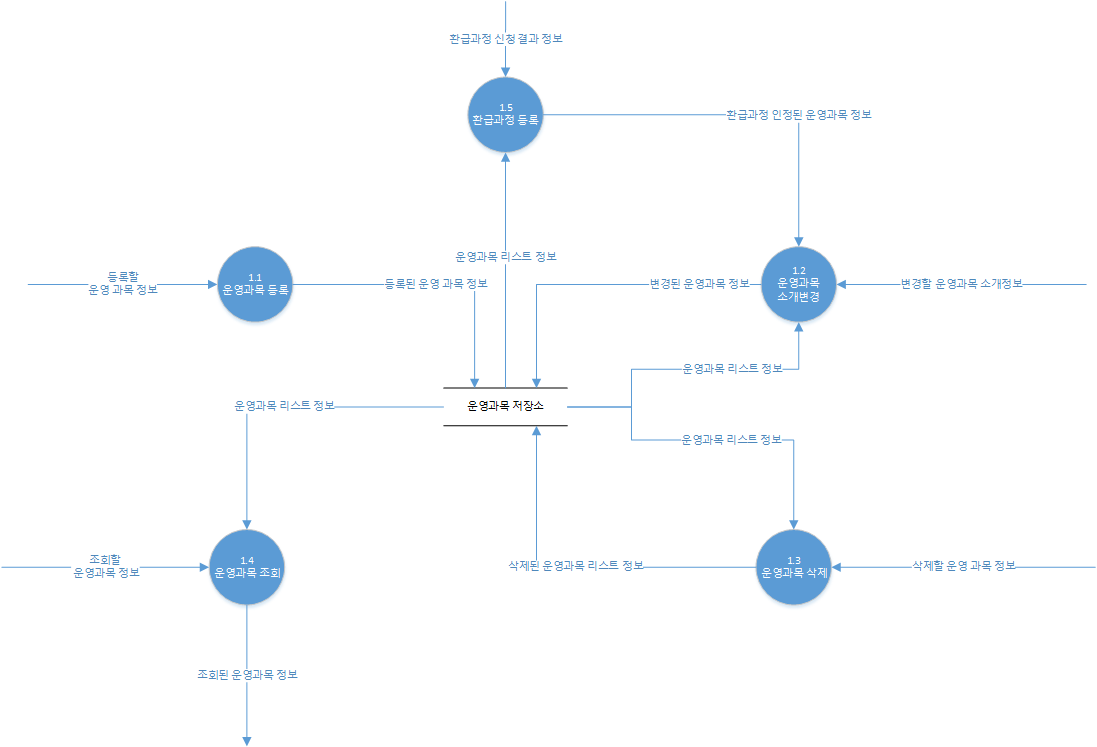 환급과정 신청 결과 정보
1.5
환급과정 등록
환급과정 인정된 운영과목 정보
운영과목 리스트 정보
등록할
운영 과목 정보
1.1
운영과목 등록
등록된 운영 과목 정보
변경된 운영과목 정보
1.2
운영과목
소개변경
변경할 운영과목 소개정보
운영과목 리스트 정보
운영과목 리스트 정보
운영과목 저장소
운영과목 리스트 정보
조회할
운영과목 정보
1.4
운영과목 조회
삭제된 운영과목 리스트 정보
1.3
운영과목 삭제
삭제할 운영 과목 정보
조회된 운영과목 정보